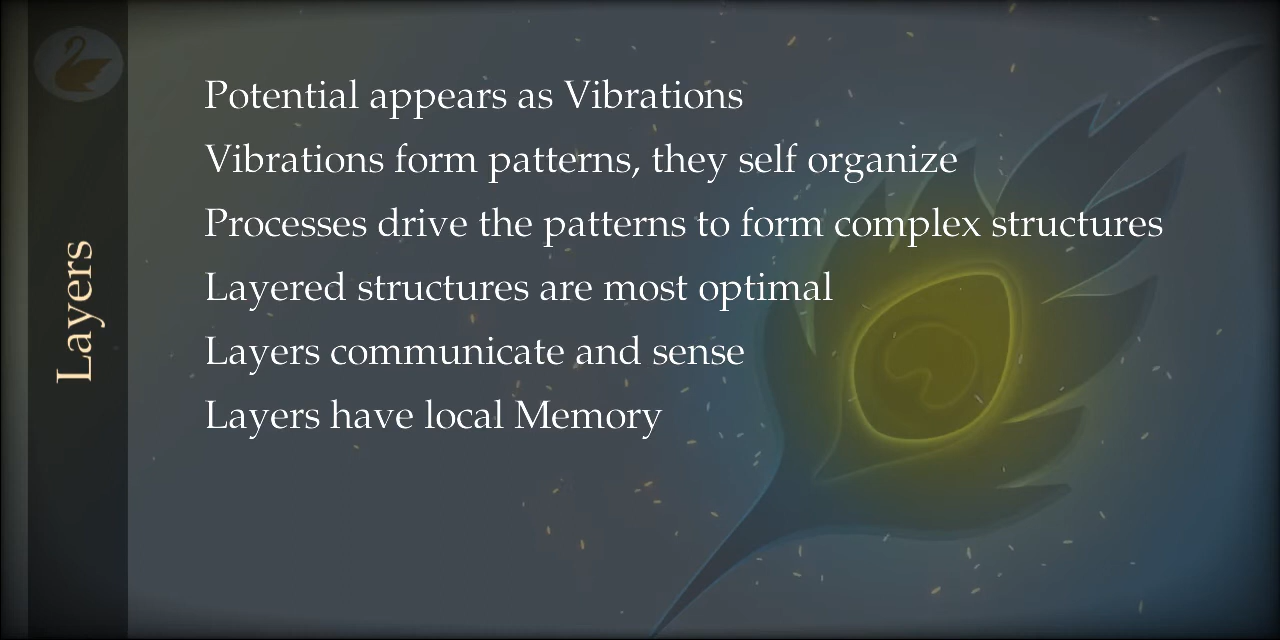 Layers
Potential appears as Vibrations
Vibrations form patterns, they self organize
Processes drive the patterns to form complex structures
Layered structures are most optimal
Layers communicate and sense
Layers have local Memory